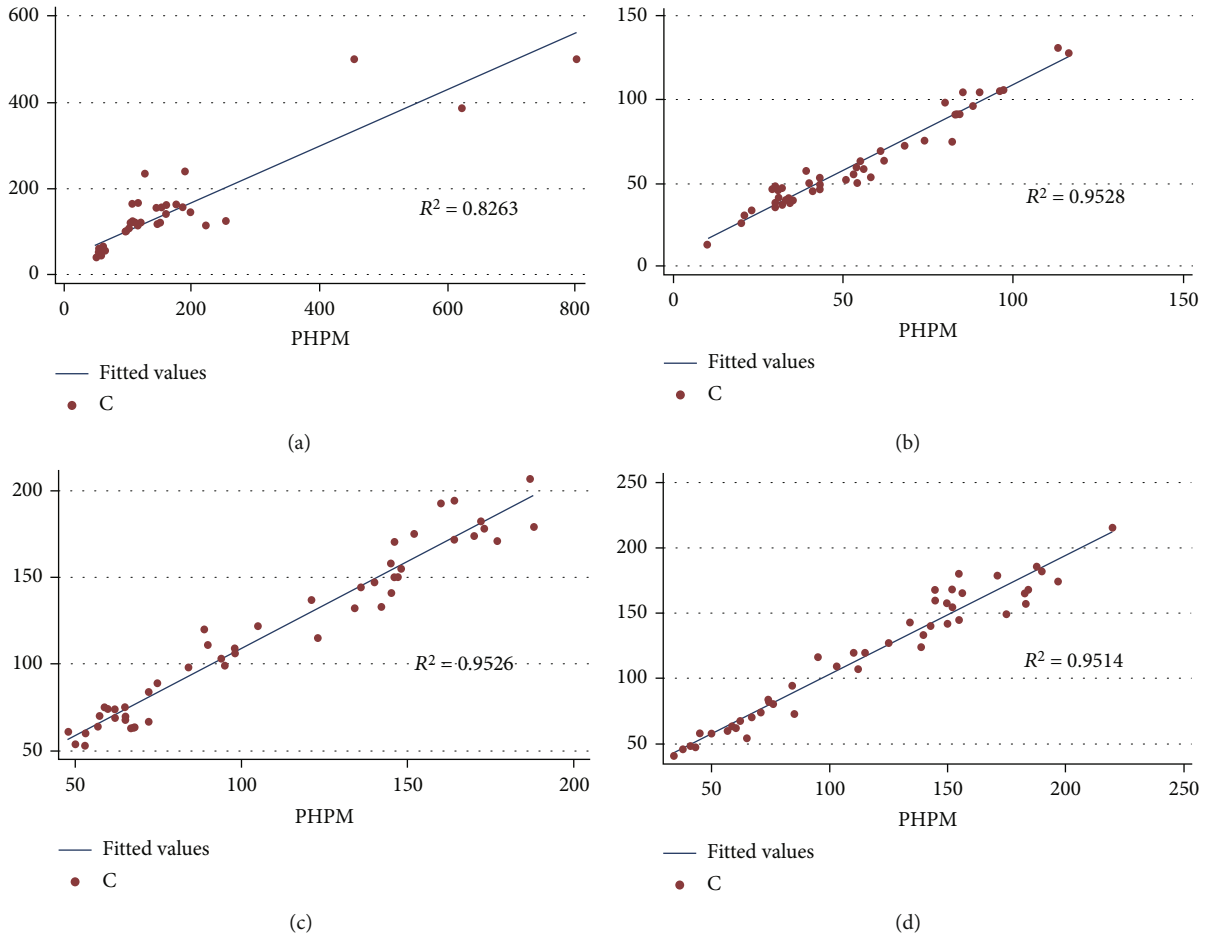 600
400
200
0
R² = 0.8263
0 200 400 600 800
PHPM
Fitted values
C
(a)
150
100
50
0
R² = 0.9528
0 50 100 150
PHPM
Fitted values
C
(b)
200
150
100
50
R² = 0.9526
50 100 150 200
PHPM
Fitted values
C
(c)
250
200
150
100
50
R² = 0.9514
50 100 150 200 250
PHPM
Fitted values
C
(d)